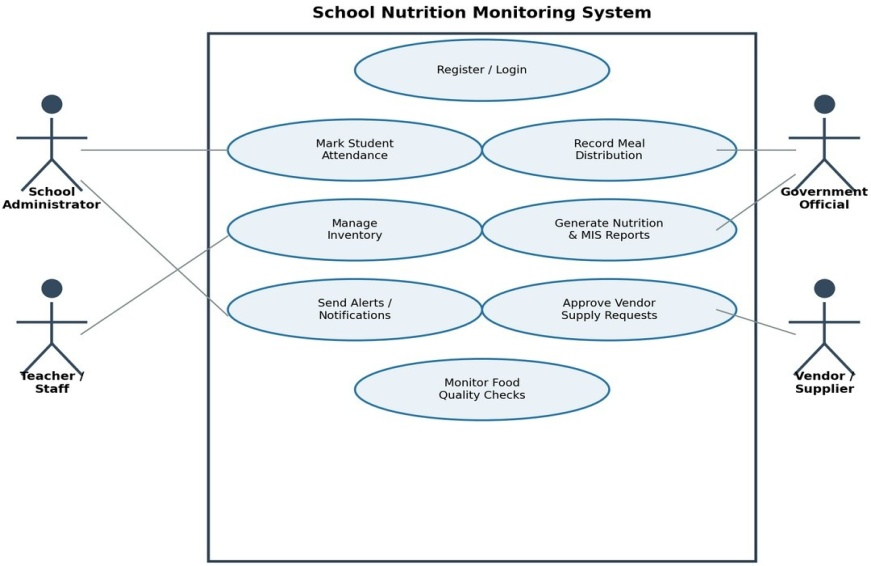 School Nutrition Monitoring System
Register / Login
Mark Student
Attendance
Record Meal
Distribution
School
Administrator
Government
Official
Manage
Inventory
Generate Nutrition
& MIS Reports
Send Alerts /
Notifications
Approve Vendor
Supply Requests
Teacher /
Staff
Vendor /
Supplier
Monitor Food
Quality Checks